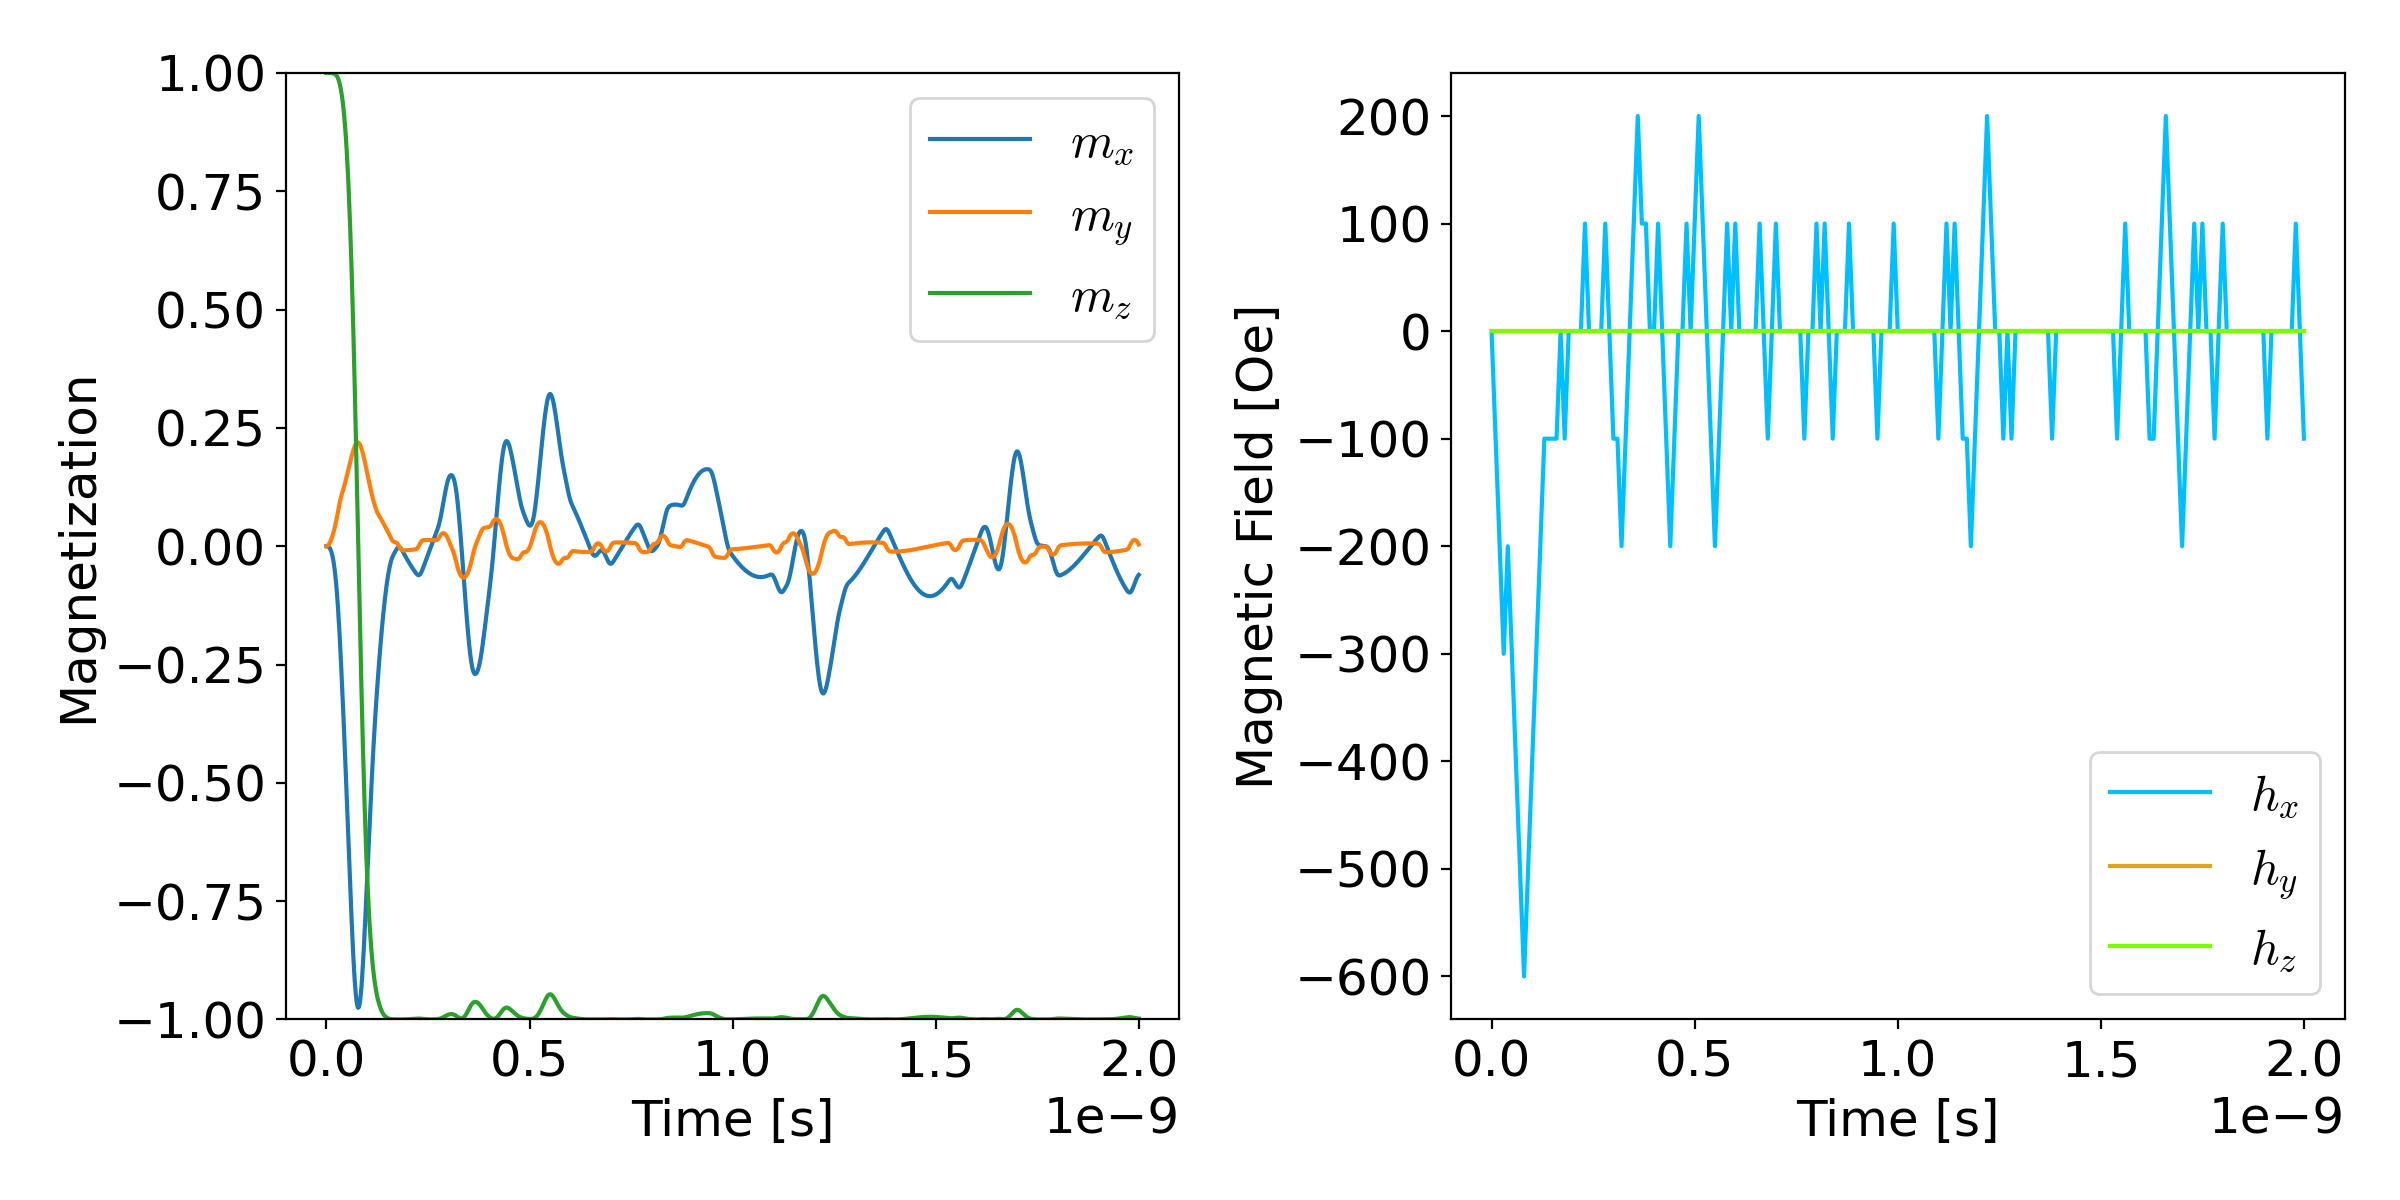 Magnetization
1.00
0.75
0.50
0.25
0.00
−0.25
−0.50
−0.75
−1.00
m_x
m_y
m_z
0.0 0.5 1.0 1.5 2.0
Time [s]
1e−9
Magnetic Field [Oe]
200
100
0
−100
−200
−300
−400
−500
−600
h_x
h_y
h_z
0.0 0.5 1.0 1.5 2.0
Time [s]
1e−9